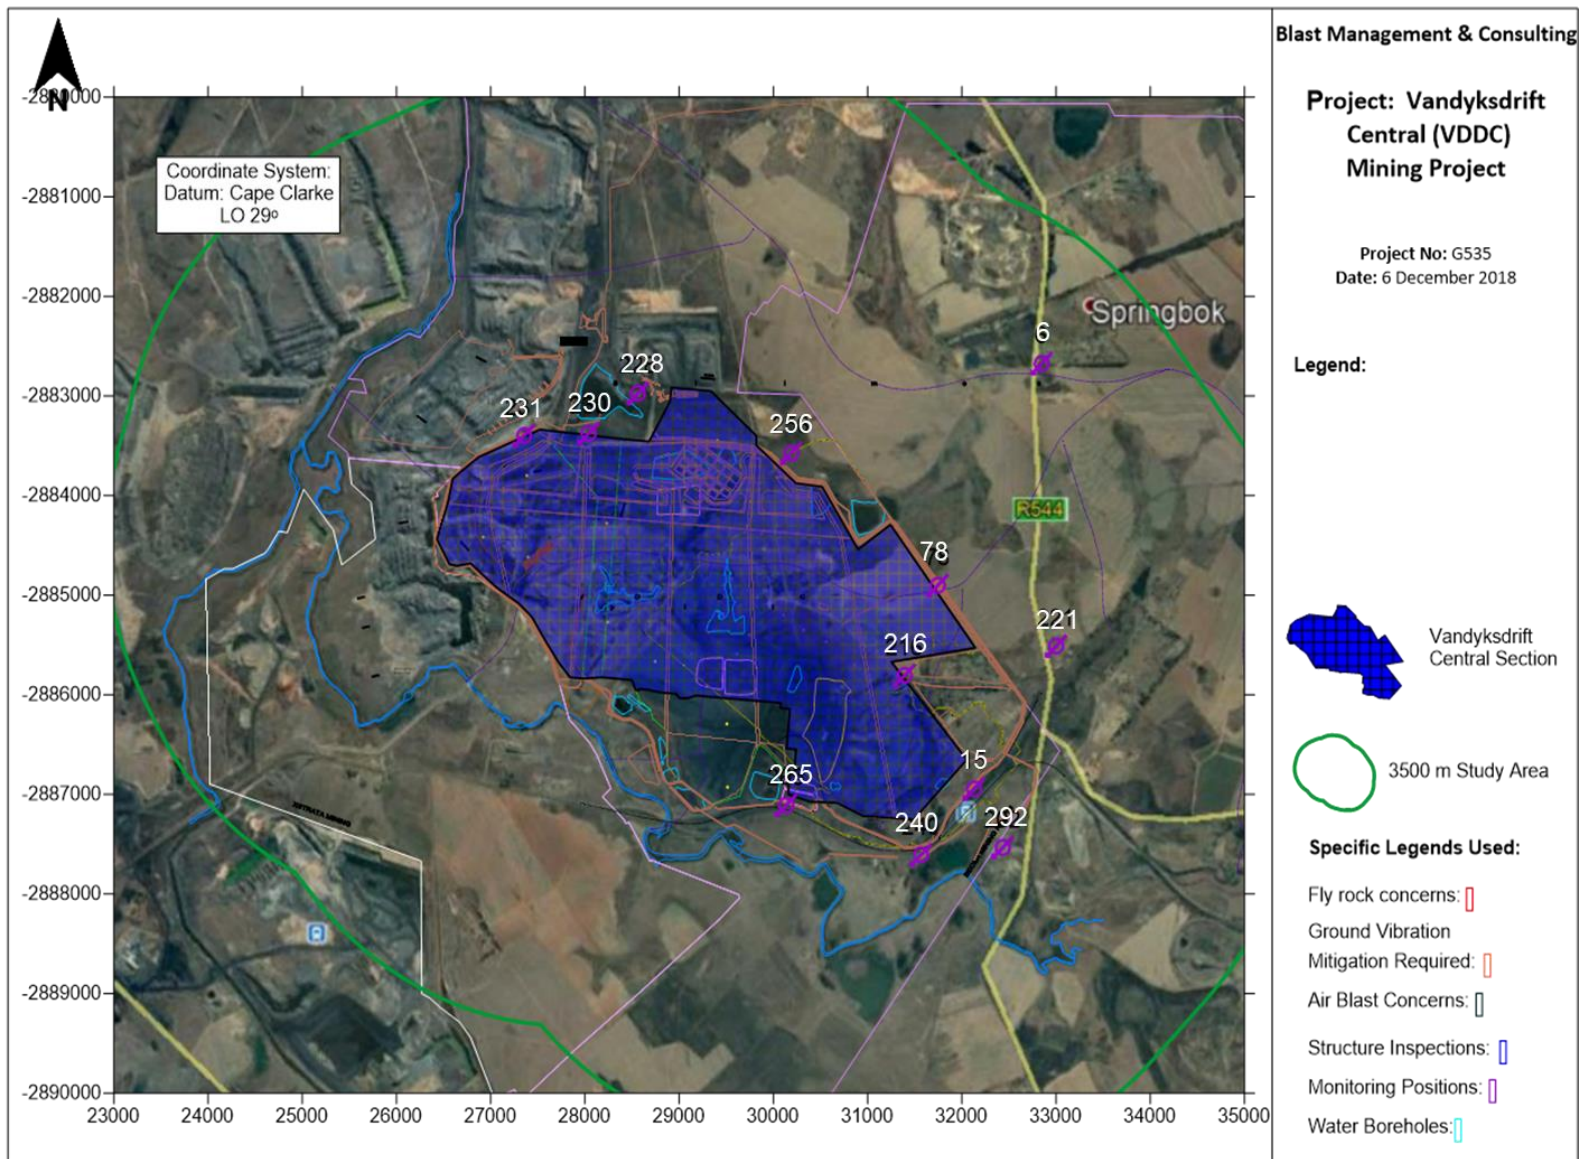 Blast Management & Consulting
Project: Vandyksdrift
Central (VDDC)
Mining Project
Project No: G535
Date: 6 December 2018
Legend:
Vandyksdrift
Central Section
3500 m Study Area
Specific Legends Used:
Fly rock concerns:
Ground Vibration
Mitigation Required:
Air Blast Concerns:
Structure Inspections:
Monitoring Positions:
Water Boreholes:
N
Coordinate System:
Datum: Cape Clarke
LO 29º
-2880000
-2881000
-2882000
-2883000
-2884000
-2885000
-2886000
-2887000
-2888000
-2889000
-2890000
23000 24000 25000 26000 27000 28000 29000 30000 31000 32000 33000 34000 35000
Springbok
6
228
230
231
256
R544
78
221
216
15
265
292
240